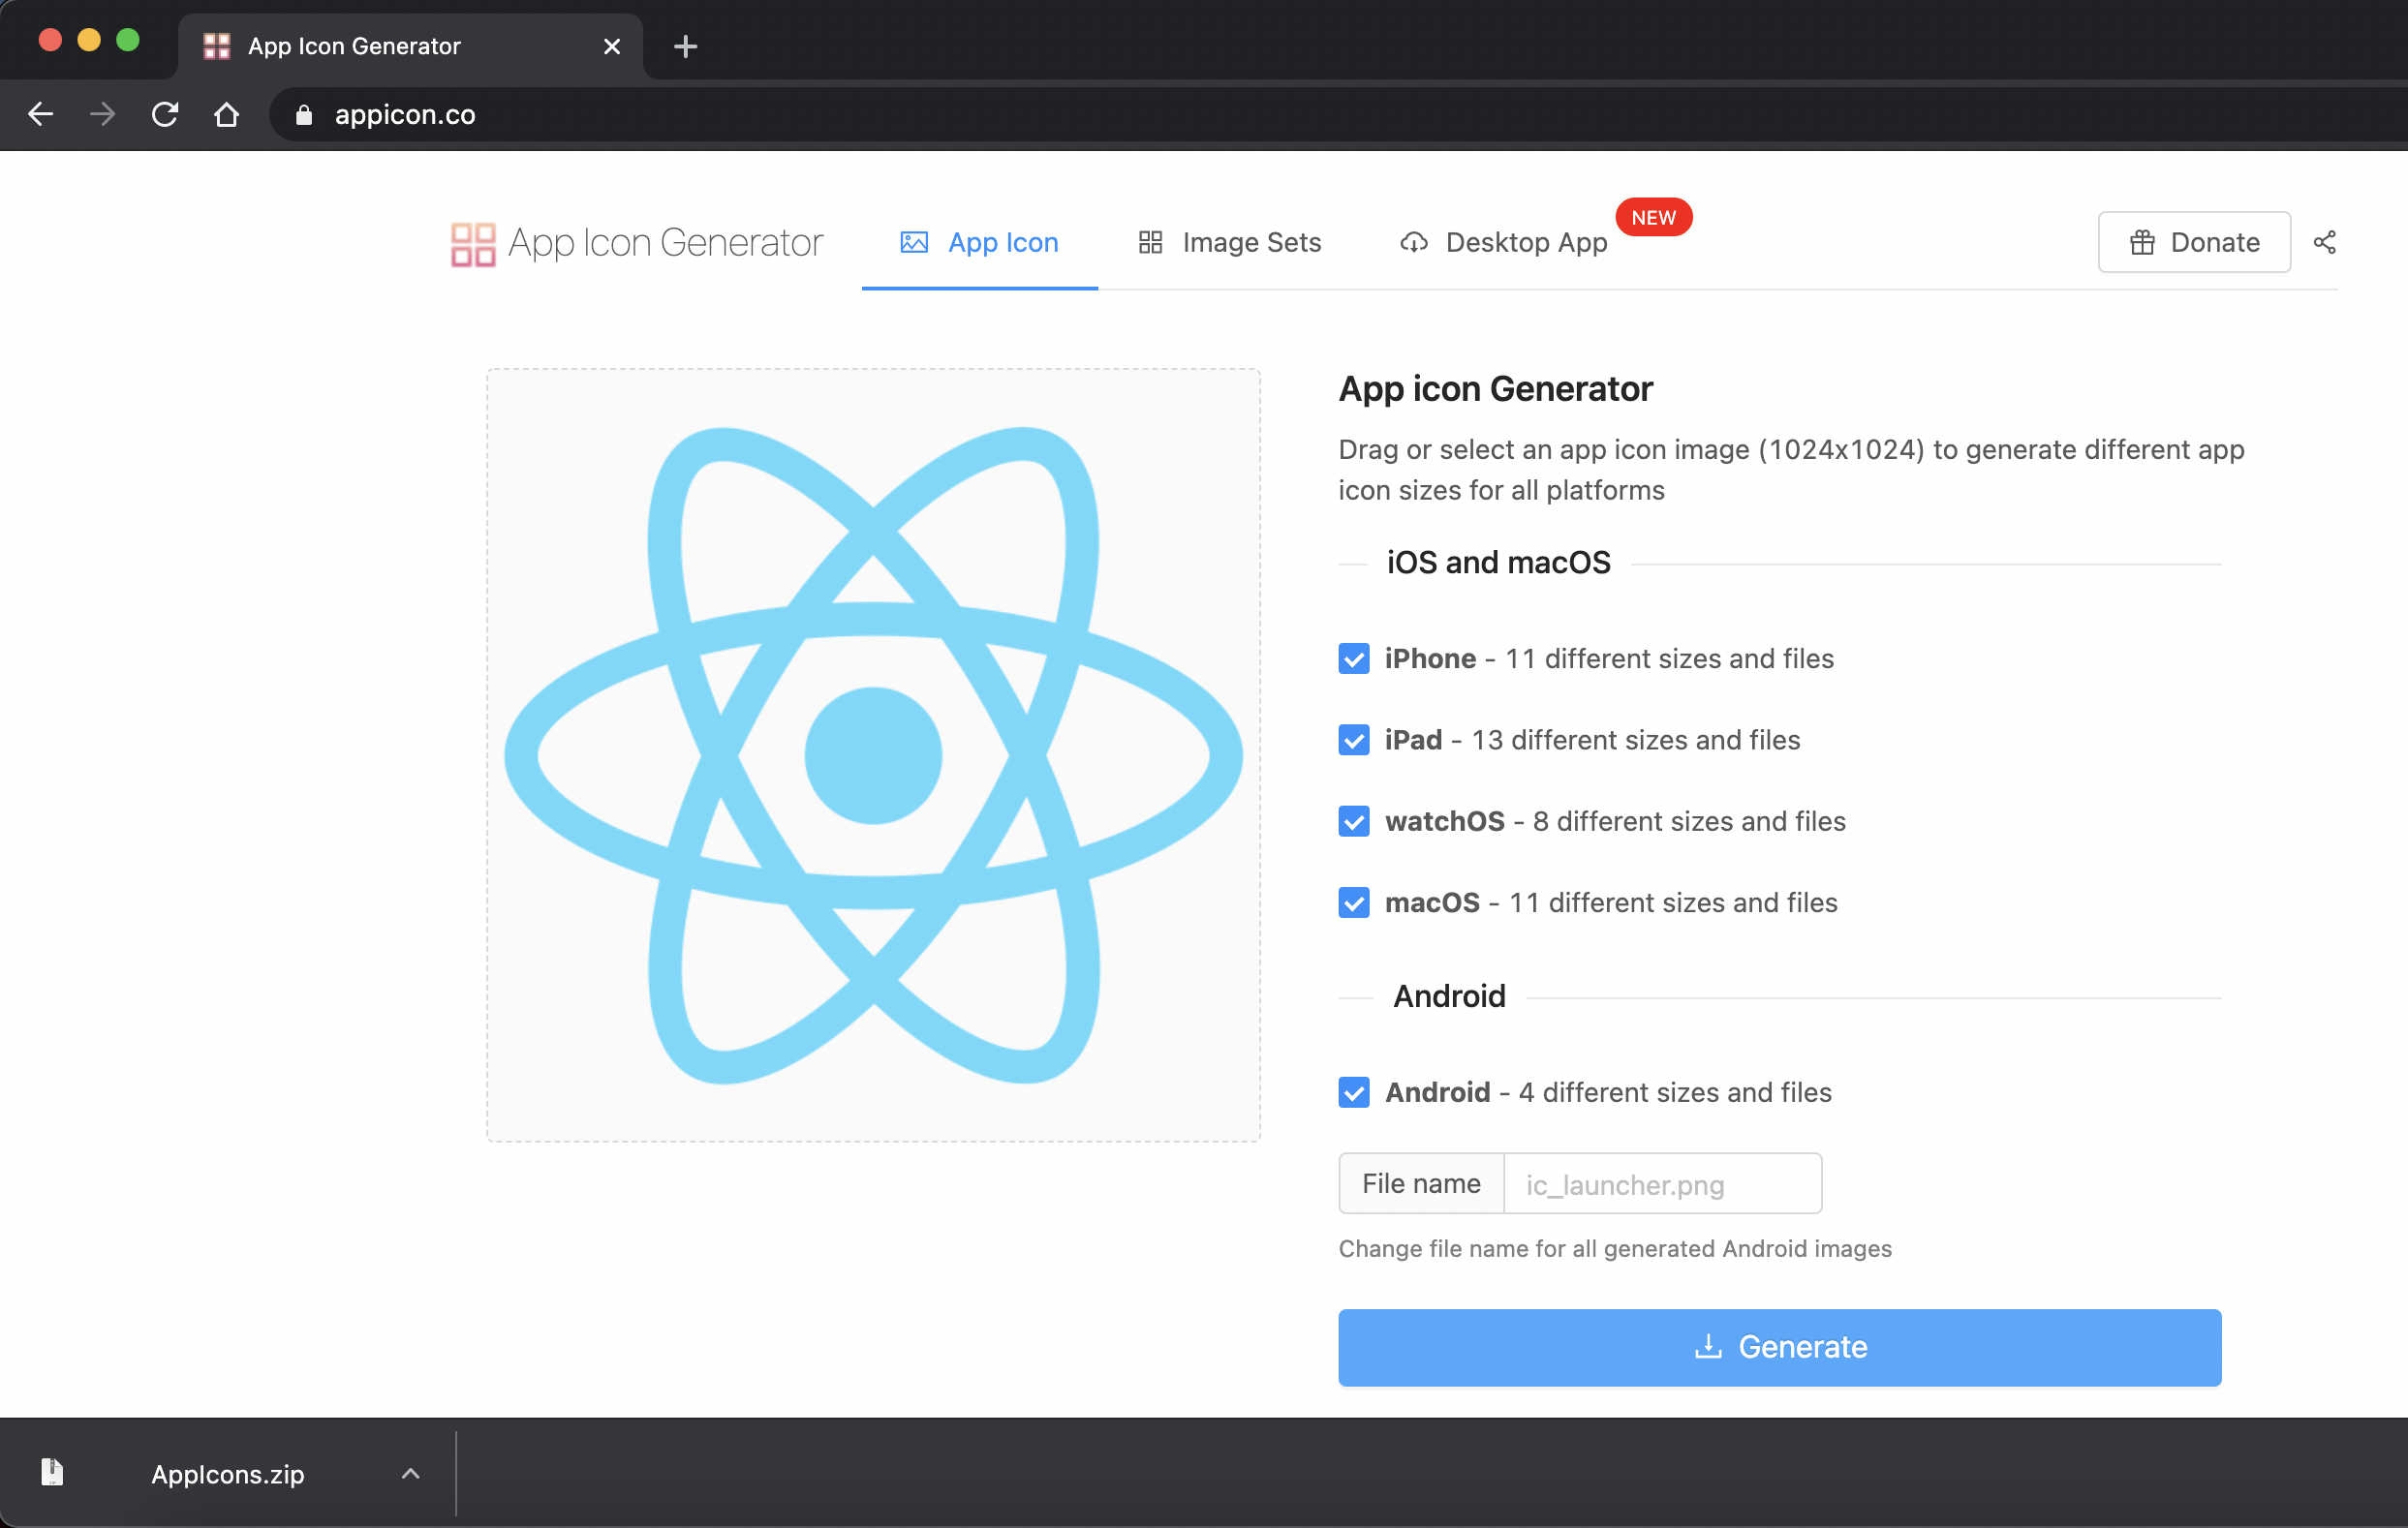 App Icon Generator
appicon.co
App Icon Generator
App Icon
Image Sets
Desktop App
NEW
Donate
App icon Generator
Drag or select an app icon image (1024x1024) to generate different app
icon sizes for all platforms
iOS and macOS
iPhone - 11 different sizes and files
iPad - 13 different sizes and files
watchOS - 8 different sizes and files
macOS - 11 different sizes and files
Android
Android - 4 different sizes and files
File name
ic_launcher.png
Change file name for all generated Android images
Generate
AppIcons.zip